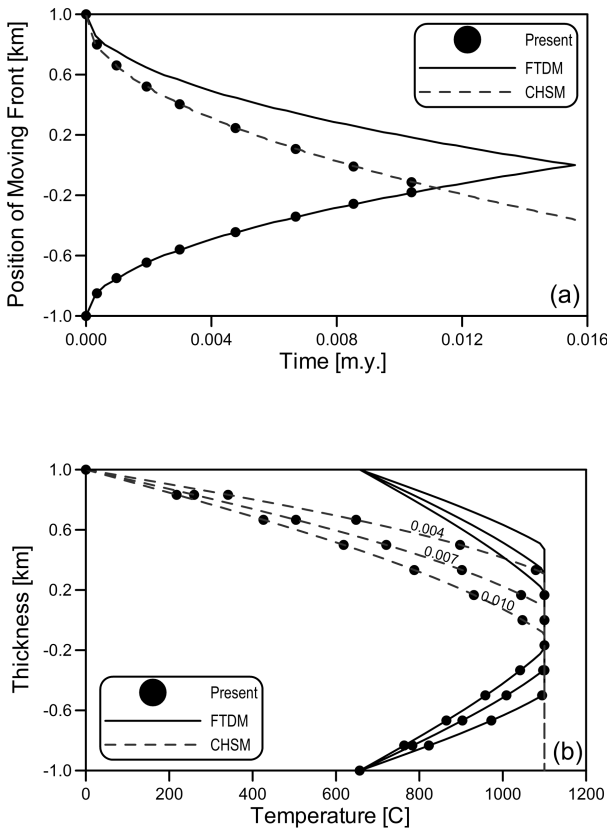 1.0
0.6
0.2
-0.2
-0.6
-1.0
Position of Moving Front [km]
Present
FTDM
CHSM
(a)
0.000 0.004 0.008 0.012 0.016
Time [m.y.]
1.0
0.6
0.2
-0.2
-0.6
-1.0
Thickness [km]
0.004
0.007
0.010
Present
FTDM
CHSM
(b)
0 200 400 600 800 1000 1200
Temperature [C]